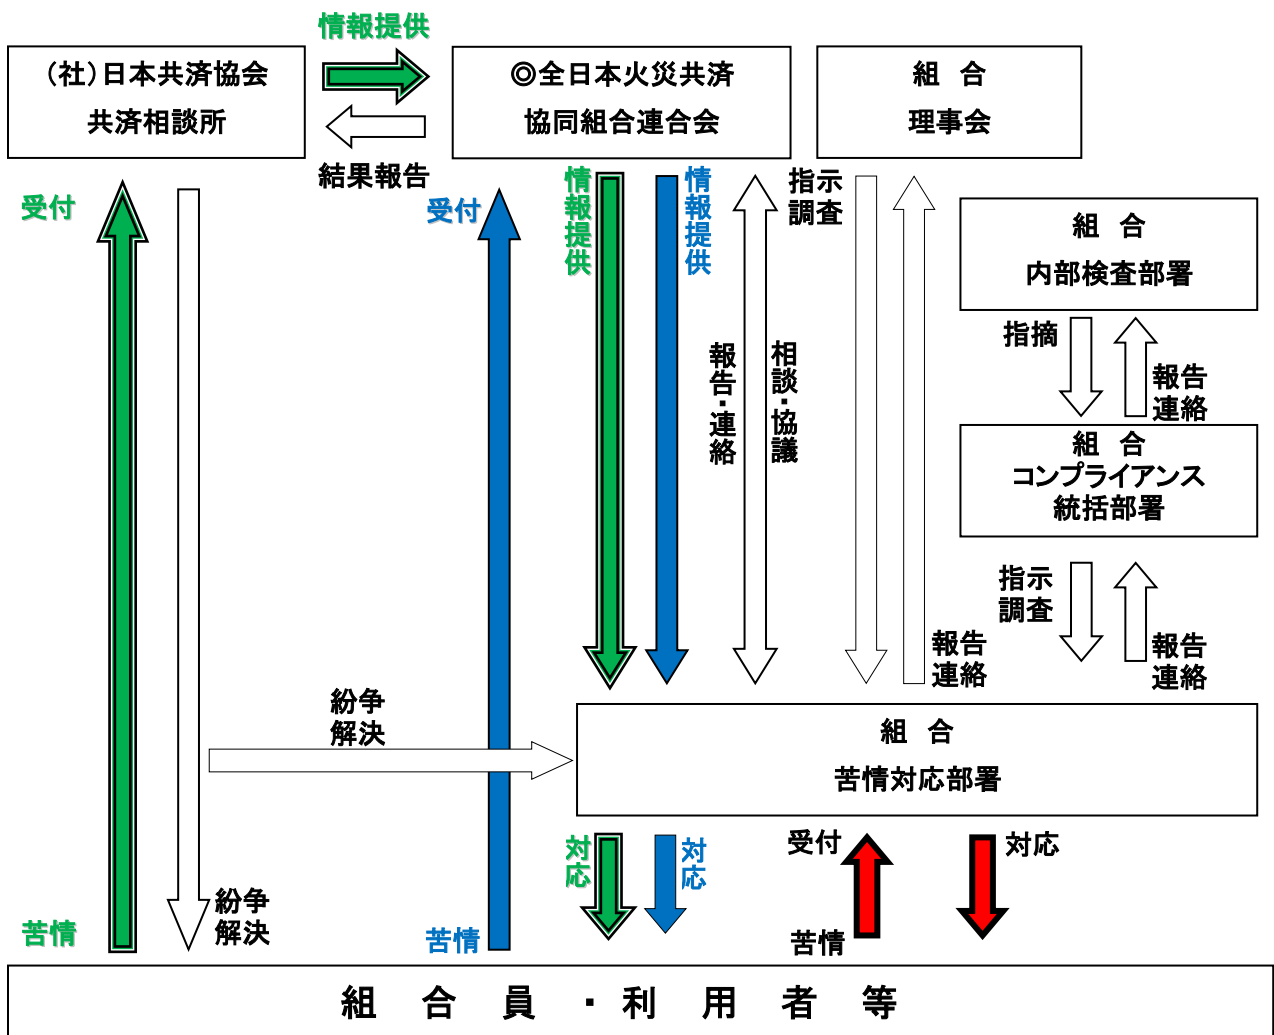 情報提供
（社）日本共済協会
共済相談所
◎全日本火災共済
協同組合連合会
組　合
理事会
結果報告
受付
受付
情報提供
情報提供
指示
調査
組　合
内部検査部署
指摘
報告
連絡
報告・連絡
相談・協議
組　合
コンプライアンス
統括部署
指示
調査
報告
連絡
報告
連絡
紛争
解決
組　合
苦情対応部署
対応
対応
受付
対応
紛争
解決
苦情
苦情
苦情
組　合　員　・　利　用　者　等